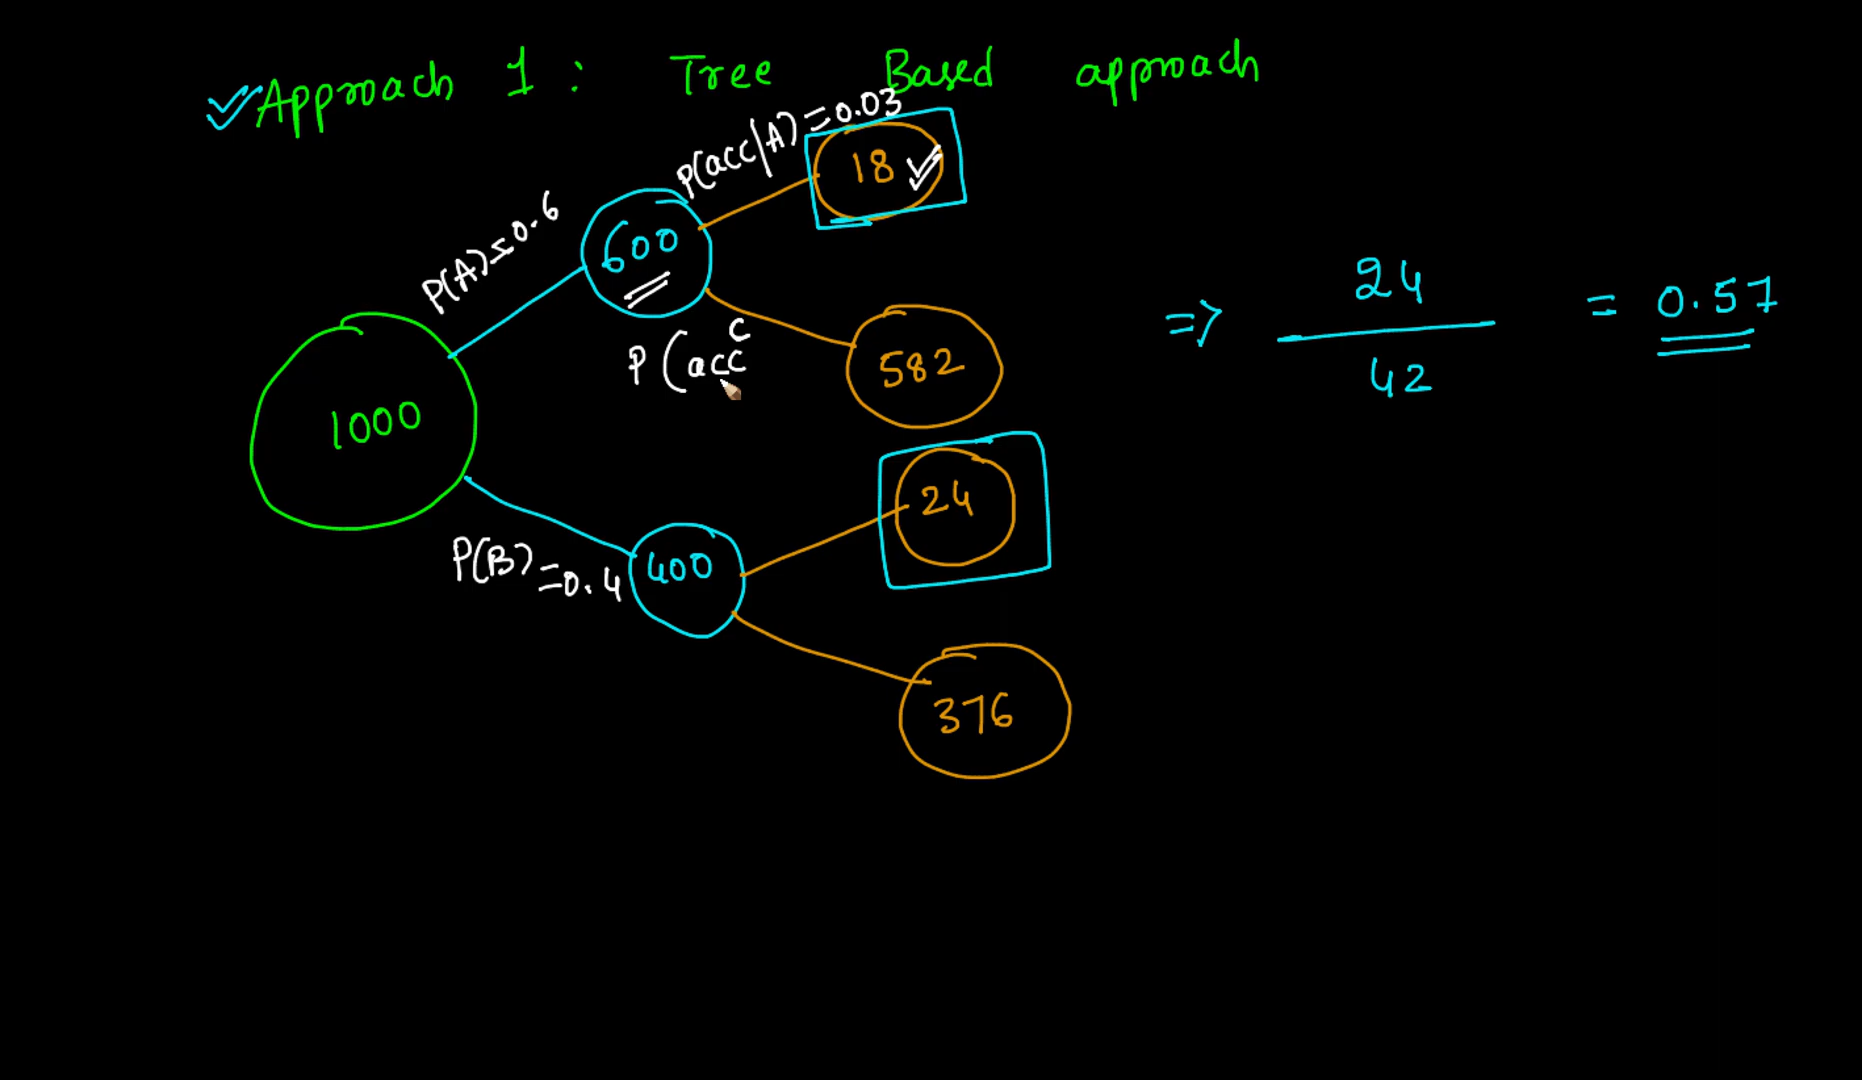 Approach 1 : Tree Based approach
P(acc|A) = 0.03
18
P(A) = 0.6
600
24
= 0.57
42
P(acc^c
582
1000
24
P(B) = 0.4
400
376